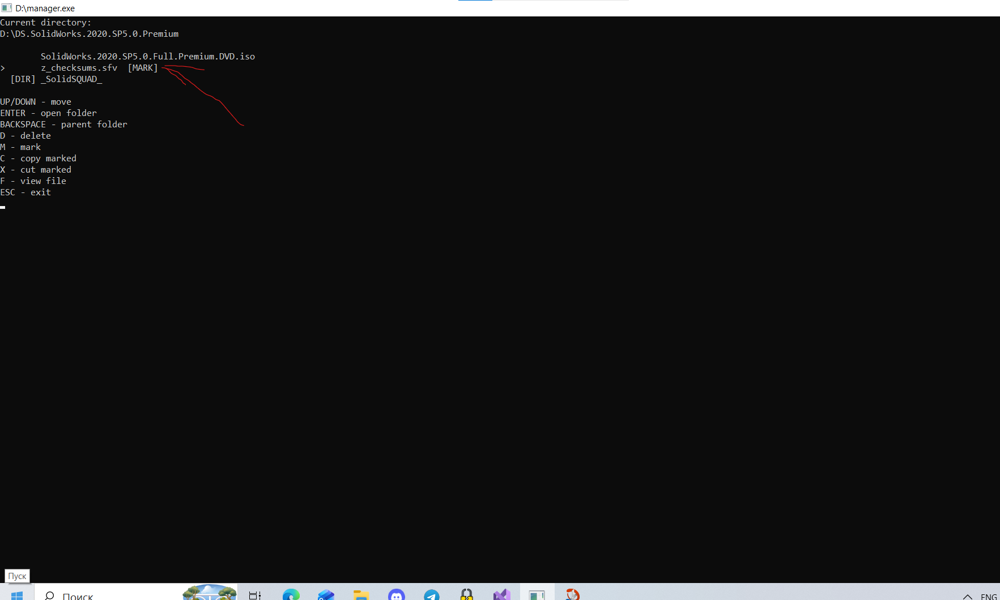 D:\manager.exe
Current directory:
D:\DS.SolidWorks.2020.SP5.0.Premium
SolidWorks.2020.SP5.0.Full.Premium.DVD.iso
> z_checksums.sfv [MARK]
[DIR] _SolidSQUAD_
UP/DOWN - move
ENTER - open folder
BACKSPACE - parent folder
D - delete
M - mark
C - copy marked
X - cut marked
F - view file
ESC - exit
Пуск
Поиск
ENG